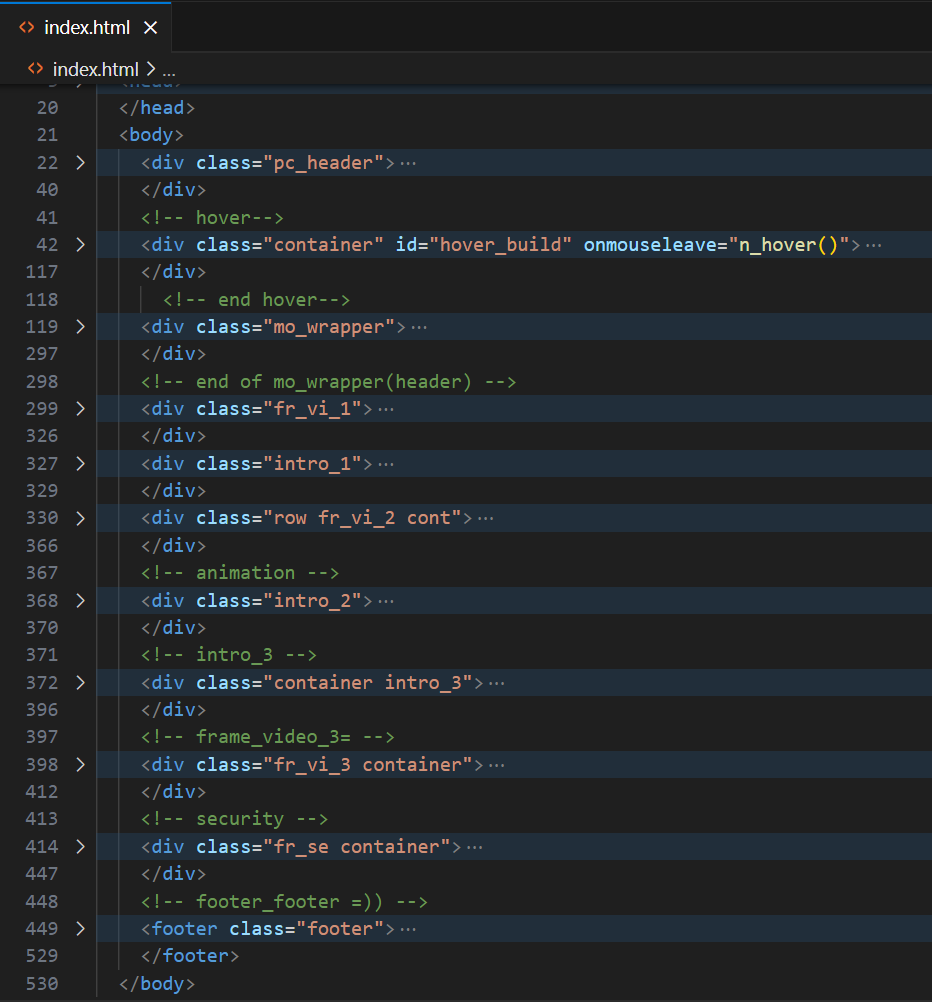 index.html
index.html > ...
20 </head>
21 <body>
22 <div class="pc_header">···
40 </div>
41 <!-- hover-->
42 <div class="container" id="hover_build" onmouseleave="n_hover()">···
117 </div>
118 <!-- end hover-->
119 <div class="mo_wrapper">···
297 </div>
298 <!-- end of mo_wrapper(header) -->
299 <div class="fr_vi_1">···
326 </div>
327 <div class="intro_1">···
329 </div>
330 <div class="row fr_vi_2 cont">···
366 </div>
367 <!-- animation -->
368 <div class="intro_2">···
370 </div>
371 <!-- intro_3 -->
372 <div class="container intro_3">···
396 </div>
397 <!-- frame_video_3= -->
398 <div class="fr_vi_3 container">···
412 </div>
413 <!-- security -->
414 <div class="fr_se container">···
447 </div>
448 <!-- footer_footer =)) -->
449 <footer class="footer">···
529 </footer>
530 </body>